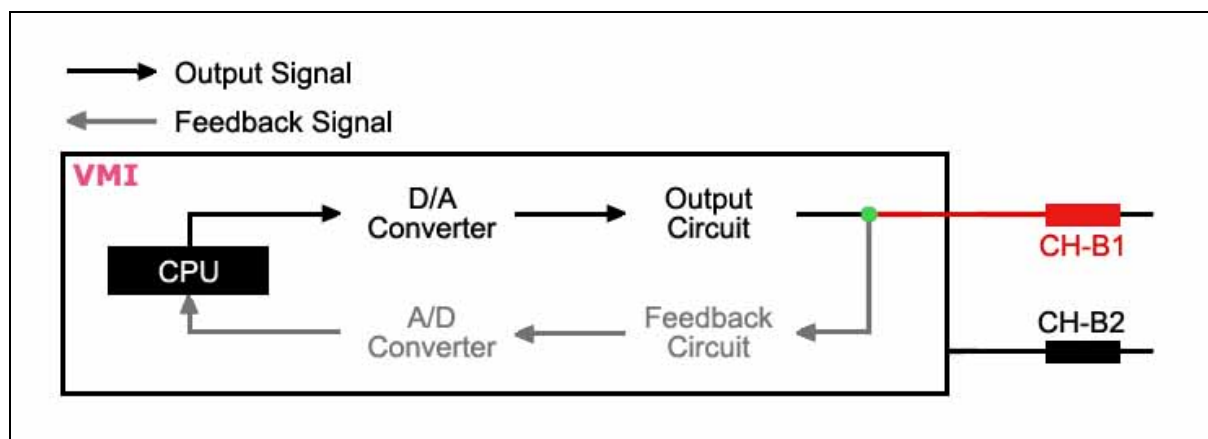 Output Signal
Feedback Signal
VMI
D/A
Converter
Output
Circuit
CH-B1
CPU
A/D
Converter
Feedback
Circuit
CH-B2